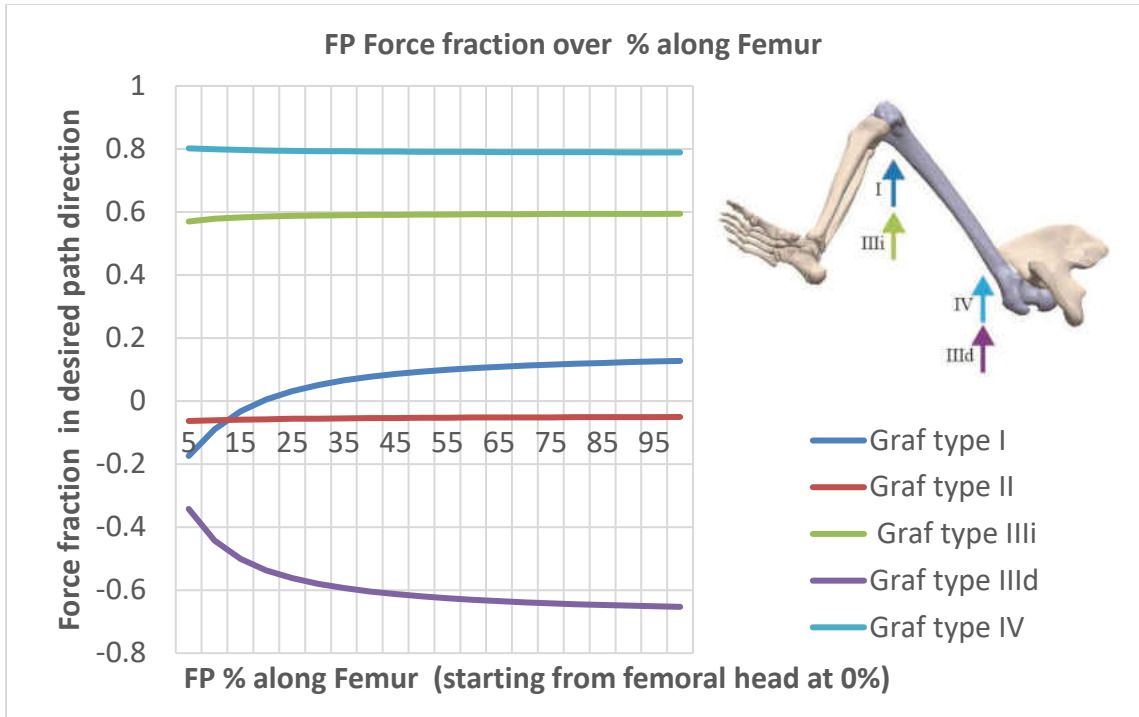 FP Force fraction over % along Femur
Force fraction in desired path direction
1
0.8
0.6
0.4
0.2
0
-0.2
-0.4
-0.6
-0.8
5 15 25 35 45 55 65 75 85 95
FP % along Femur (starting from femoral head at 0%)
I
IIIi
IV
IIId
Graf type I
Graf type II
Graf type IIIi
Graf type IIId
Graf type IV